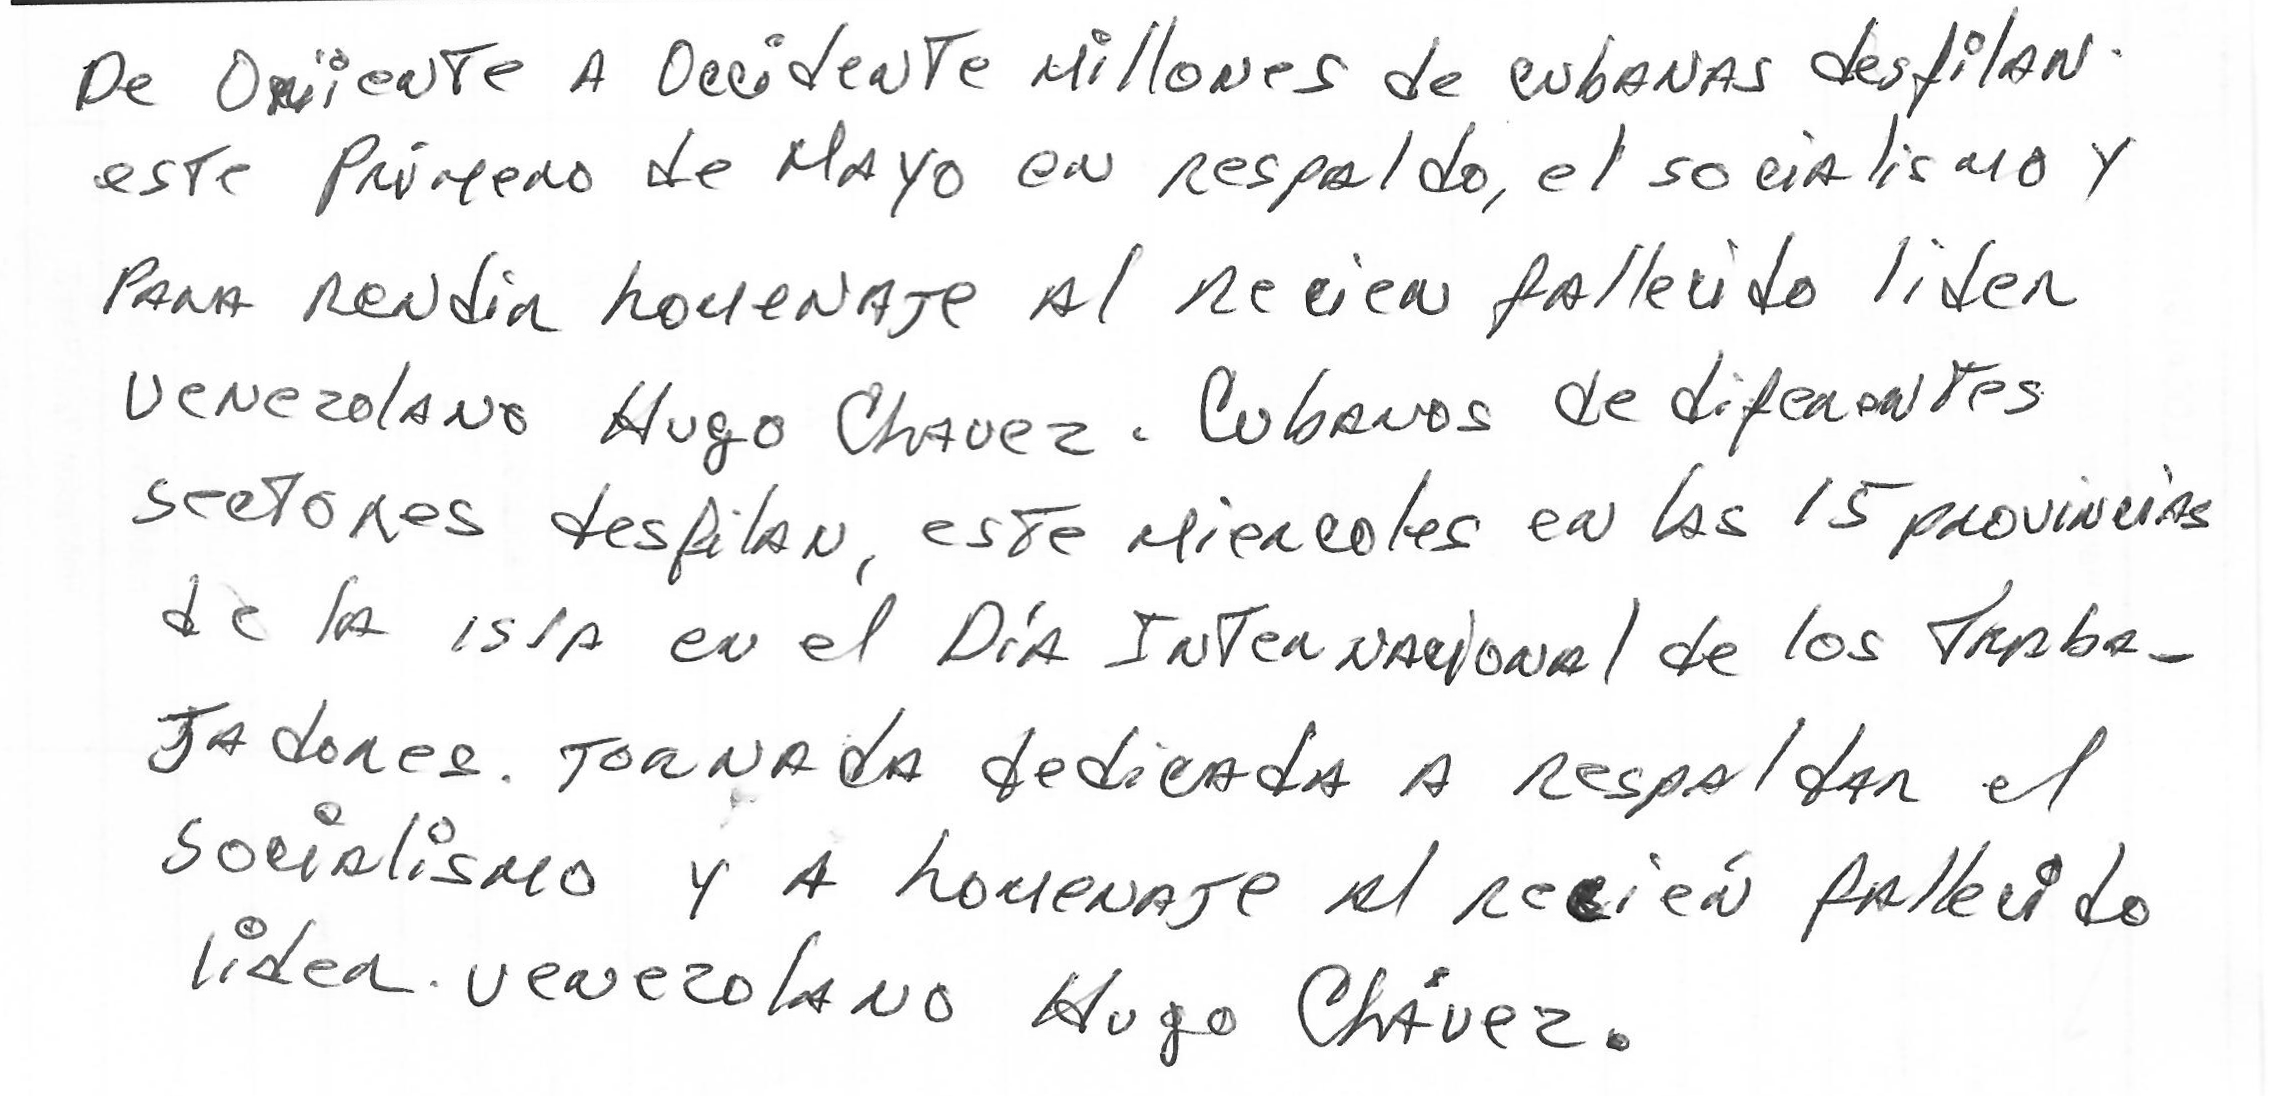 De Oriiente A Occidente Millones de cubanas desfilan.
este Primero de Mayo en respaldo, el socialismo y
Para rendir homenaje al recien fallecido lider
venezolano Hugo Chavez. Cubanos de diferentes
sectores desfilan, este miercoles en las 15 provincias
de la isla en el Día Internacional de los Traba-
Jadores. Jornada dedicada a respaldar el
socialismo y a homenaje al recién fallecido
lider. venezolano Hugo Chávez.